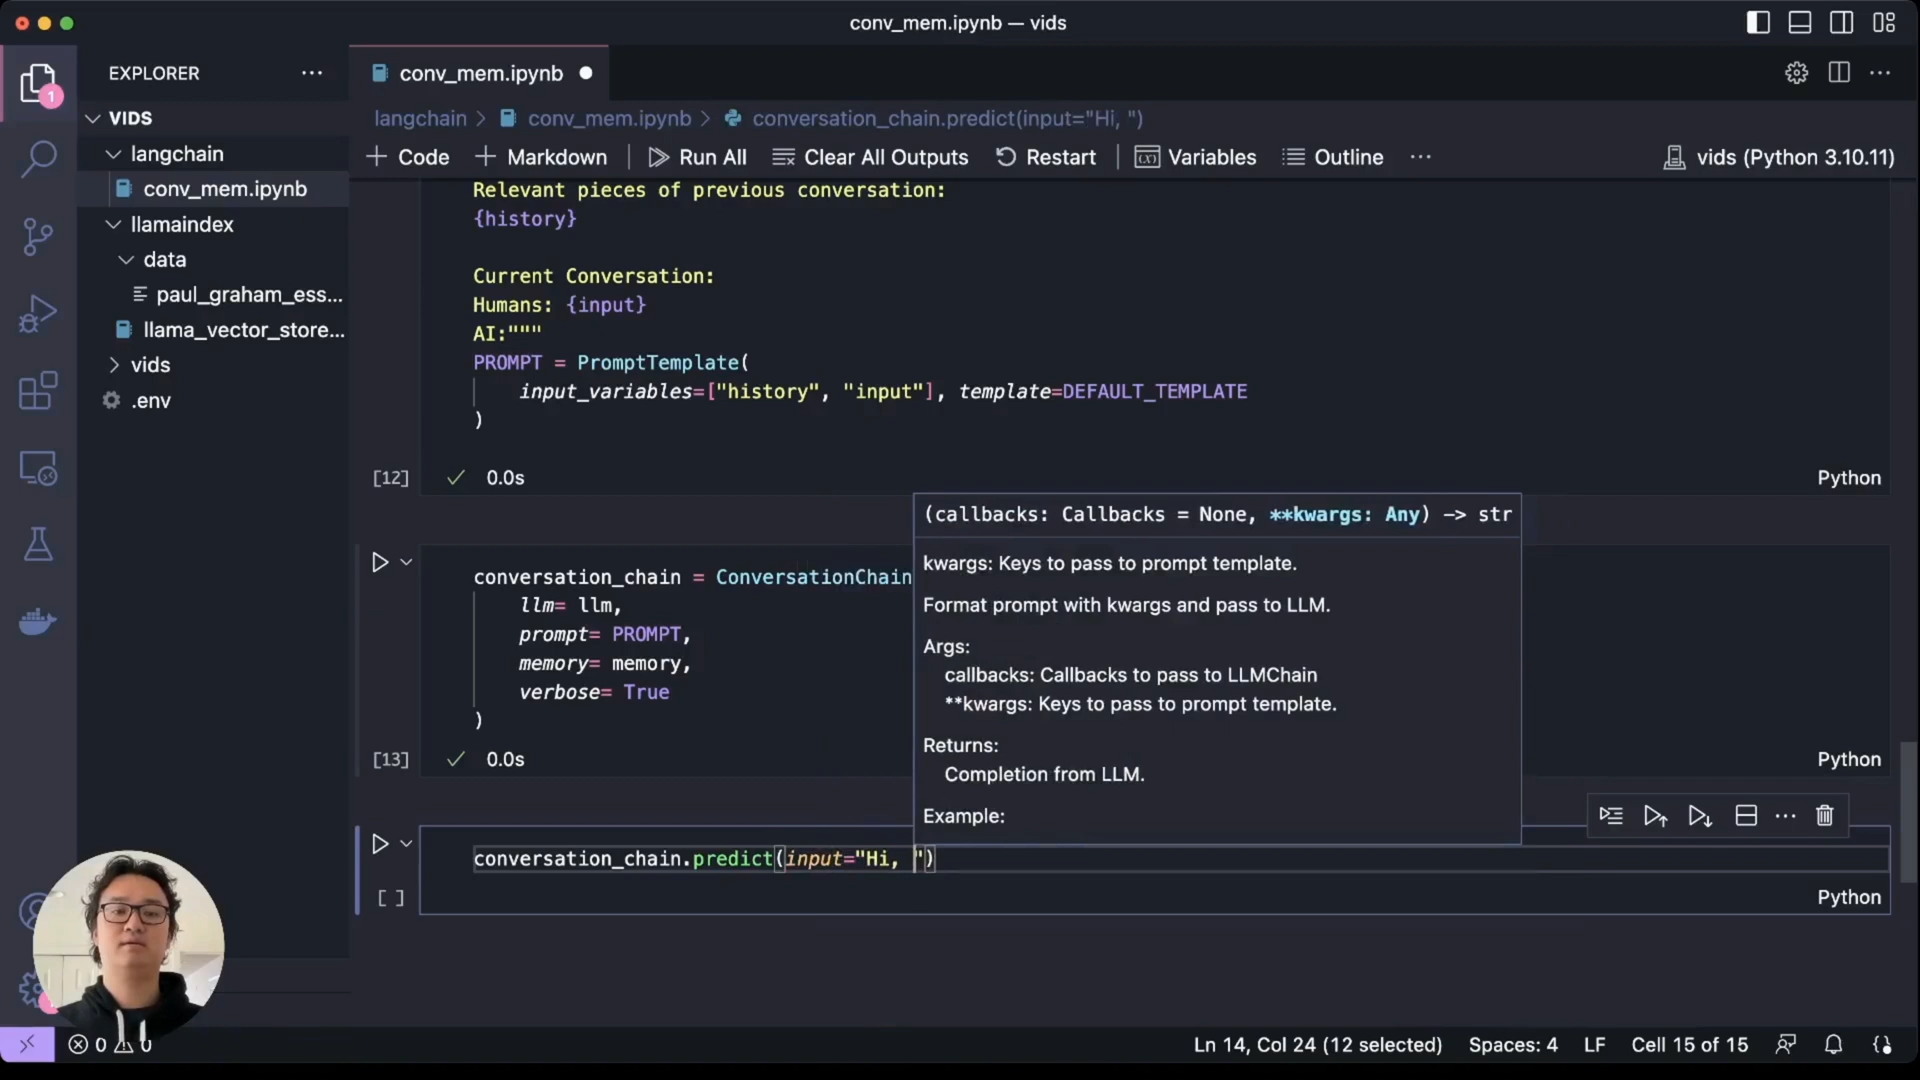 conv_mem.ipynb — vids
1
EXPLORER
VIDS
langchain
conv_mem.ipynb
llamaindex
data
paul_graham_ess...
llama_vector_store...
vids
.env
conv_mem.ipynb
langchain > conv_mem.ipynb > conversation_chain.predict(input="Hi, ")
+ Code + Markdown Run All Clear All Outputs Restart Variables Outline ... vids (Python 3.10.11)
Relevant pieces of previous conversation:
{history}
Current Conversation:
Humans: {input}
AI:"""
PROMPT = PromptTemplate(
input_variables=["history", "input"], template=DEFAULT_TEMPLATE
)
[12] ✓ 0.0s Python
(callbacks: Callbacks = None, **kwargs: Any) -> str
kwargs: Keys to pass to prompt template.
Format prompt with kwargs and pass to LLM.
Args:
callbacks: Callbacks to pass to LLMChain
**kwargs: Keys to pass to prompt template.
Returns:
Completion from LLM.
Example:
conversation_chain = ConversationChain
llm= llm,
prompt= PROMPT,
memory= memory,
verbose= True
)
[13] ✓ 0.0s Python
conversation_chain.predict(input="Hi, ")
[ ] Python
0 0 Ln 14, Col 24 (12 selected) Spaces: 4 LF Cell 15 of 15